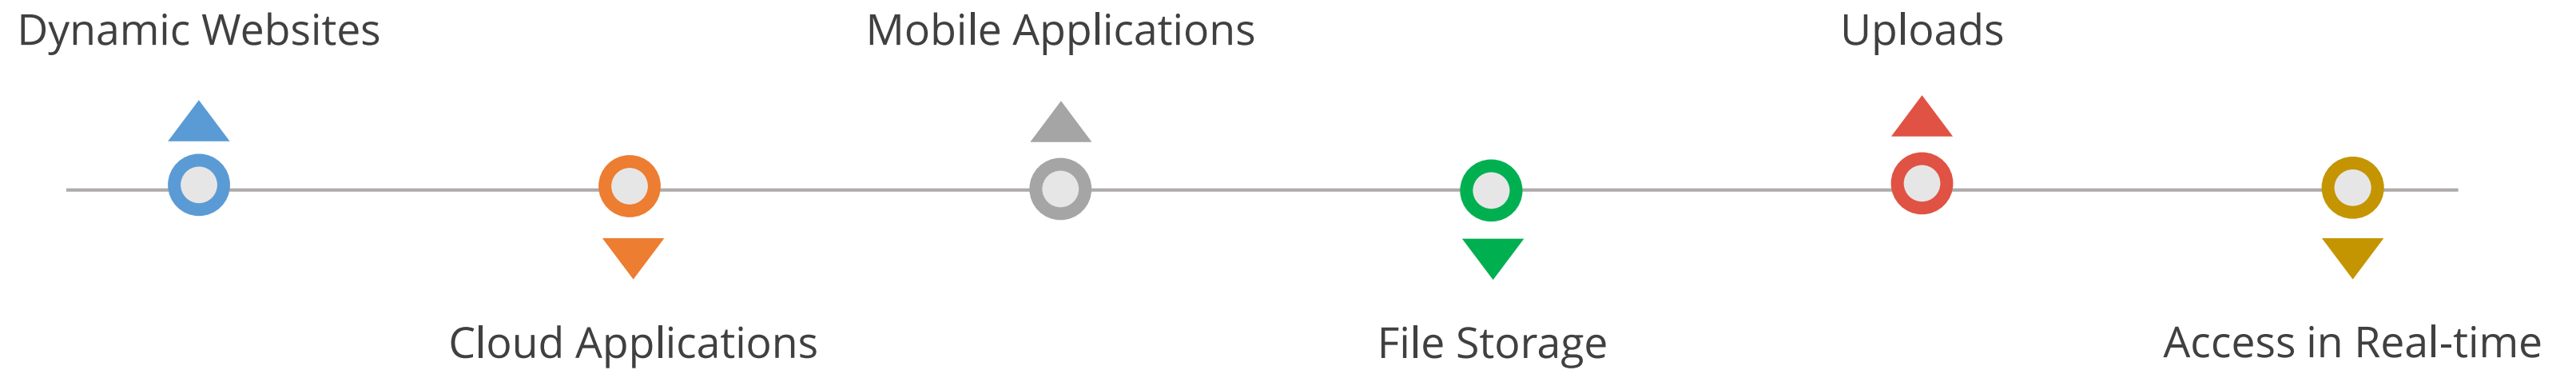 Dynamic Websites
Mobile Applications
Uploads
Cloud Applications
File Storage
Access in Real-time